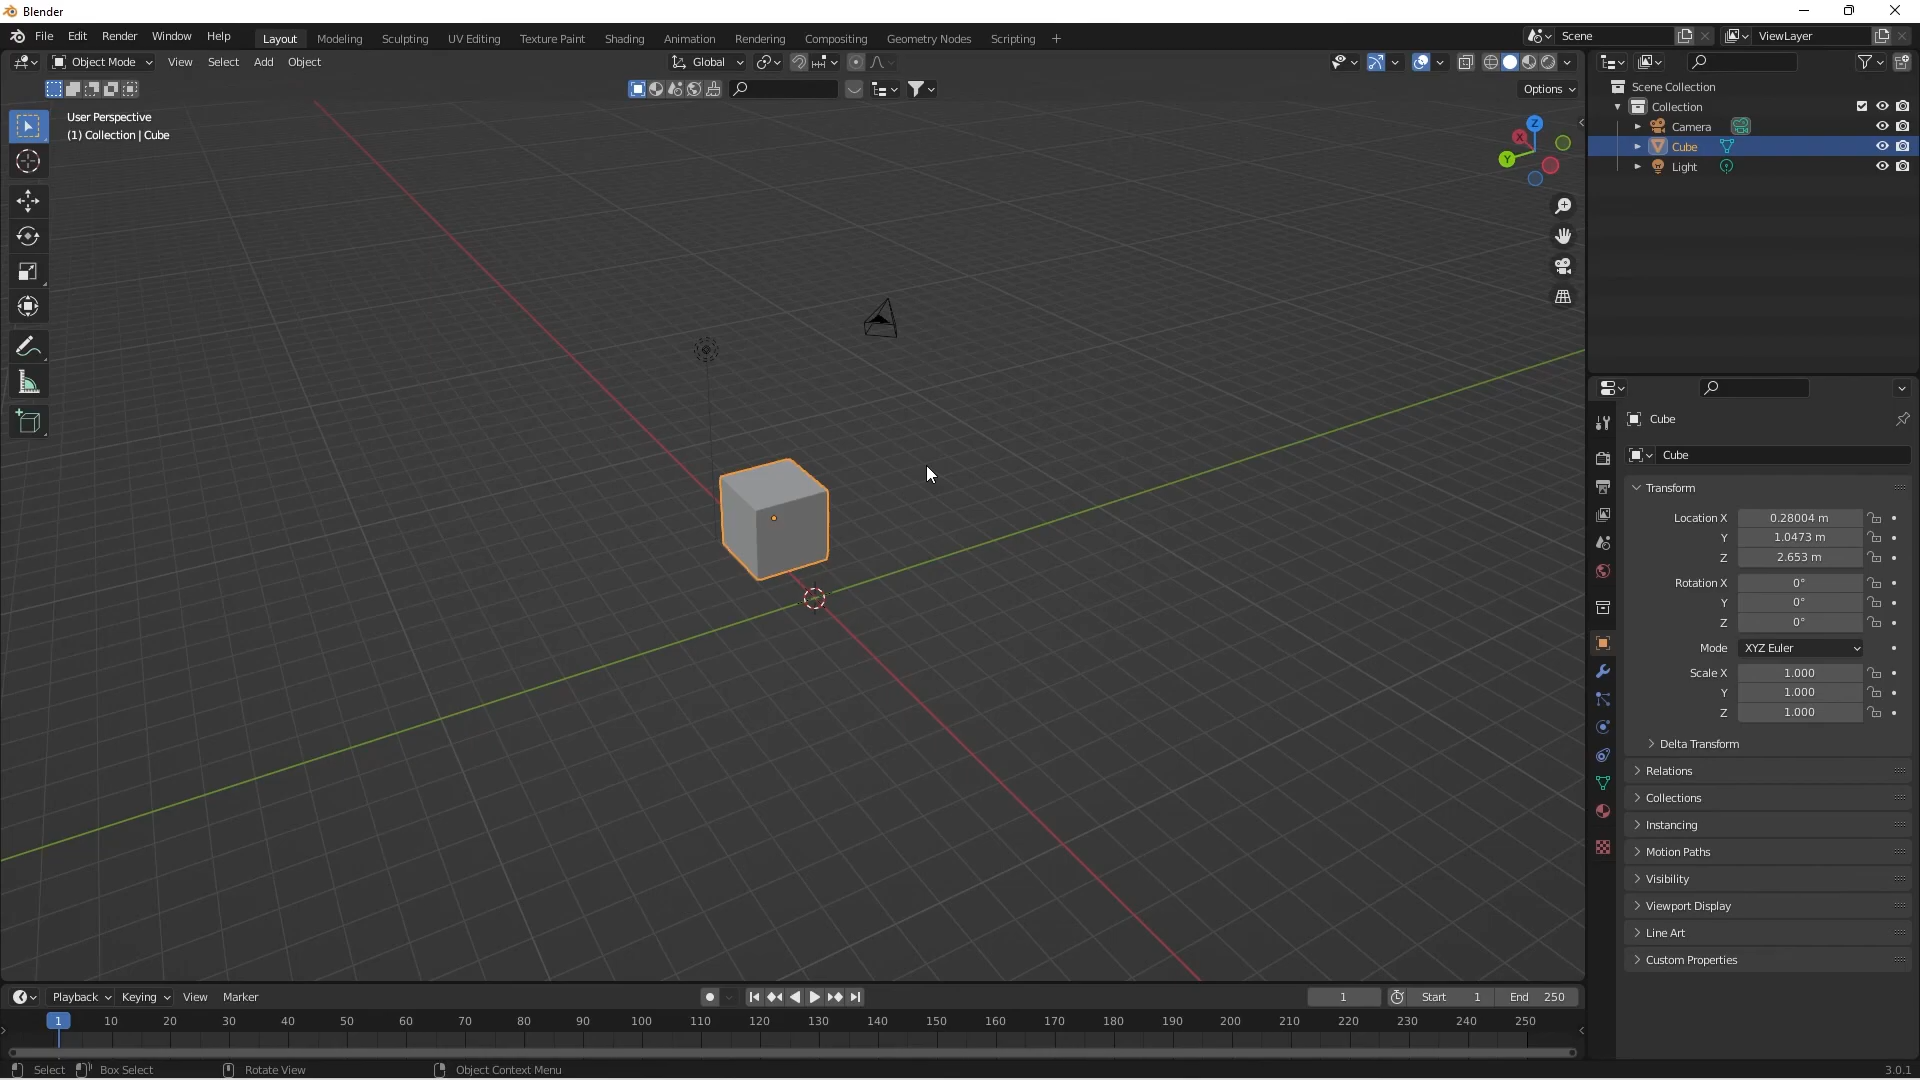 Blender
File Edit Render Window Help Layout Modeling Sculpting UV Editing Texture Paint Shading Animation Rendering Compositing Geometry Nodes Scripting + Scene ViewLayer
Object Mode View Select Add Object Global
Options
User Perspective
(1) Collection | Cube
Z
X
Y
Scene Collection
Collection
Camera
Cube
Light
Cube
Cube
Transform
Location X 0.28004 m
Y 1.0473 m
Z 2.653 m
Rotation X 0°
Y 0°
Z 0°
Mode XYZ Euler
Scale X 1.000
Y 1.000
Z 1.000
Delta Transform
Relations
Collections
Instancing
Motion Paths
Visibility
Viewport Display
Line Art
Custom Properties
Playback Keying View Marker 1 Start 1 End 250
1 10 20 30 40 50 60 70 80 90 100 110 120 130 140 150 160 170 180 190 200 210 220 230 240 250
Select Box Select Rotate View Object Context Menu 3.0.1